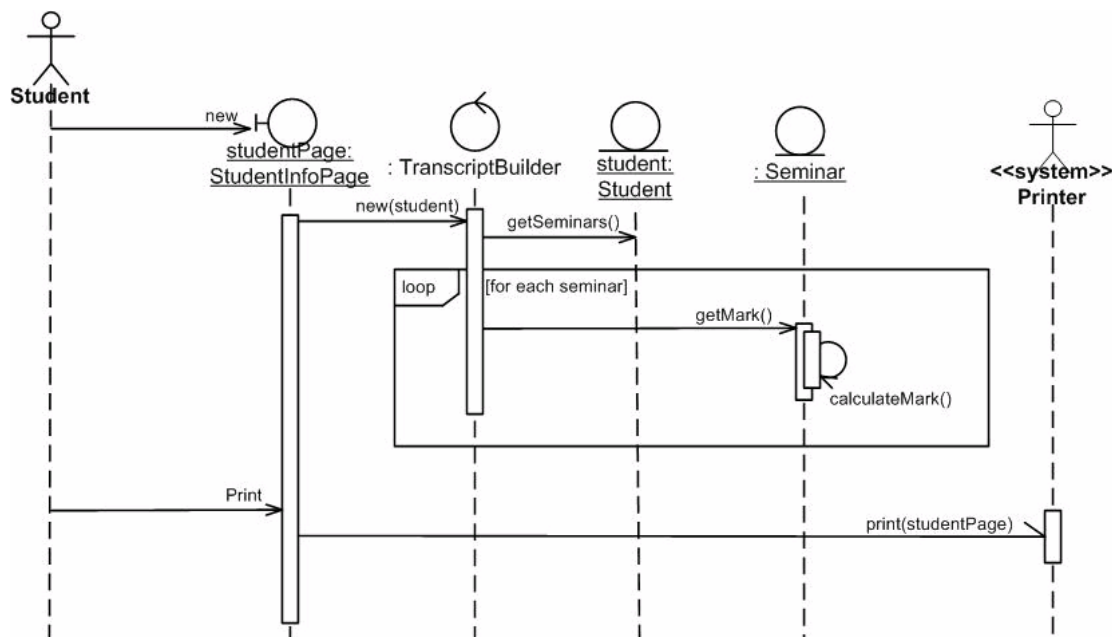 Student
new
studentPage:
StudentInfoPage
: TranscriptBuilder
student:
Student
: Seminar
<<system>>
Printer
new(student)
getSeminars()
loop
[for each seminar]
getMark()
calculateMark()
Print
print(studentPage)